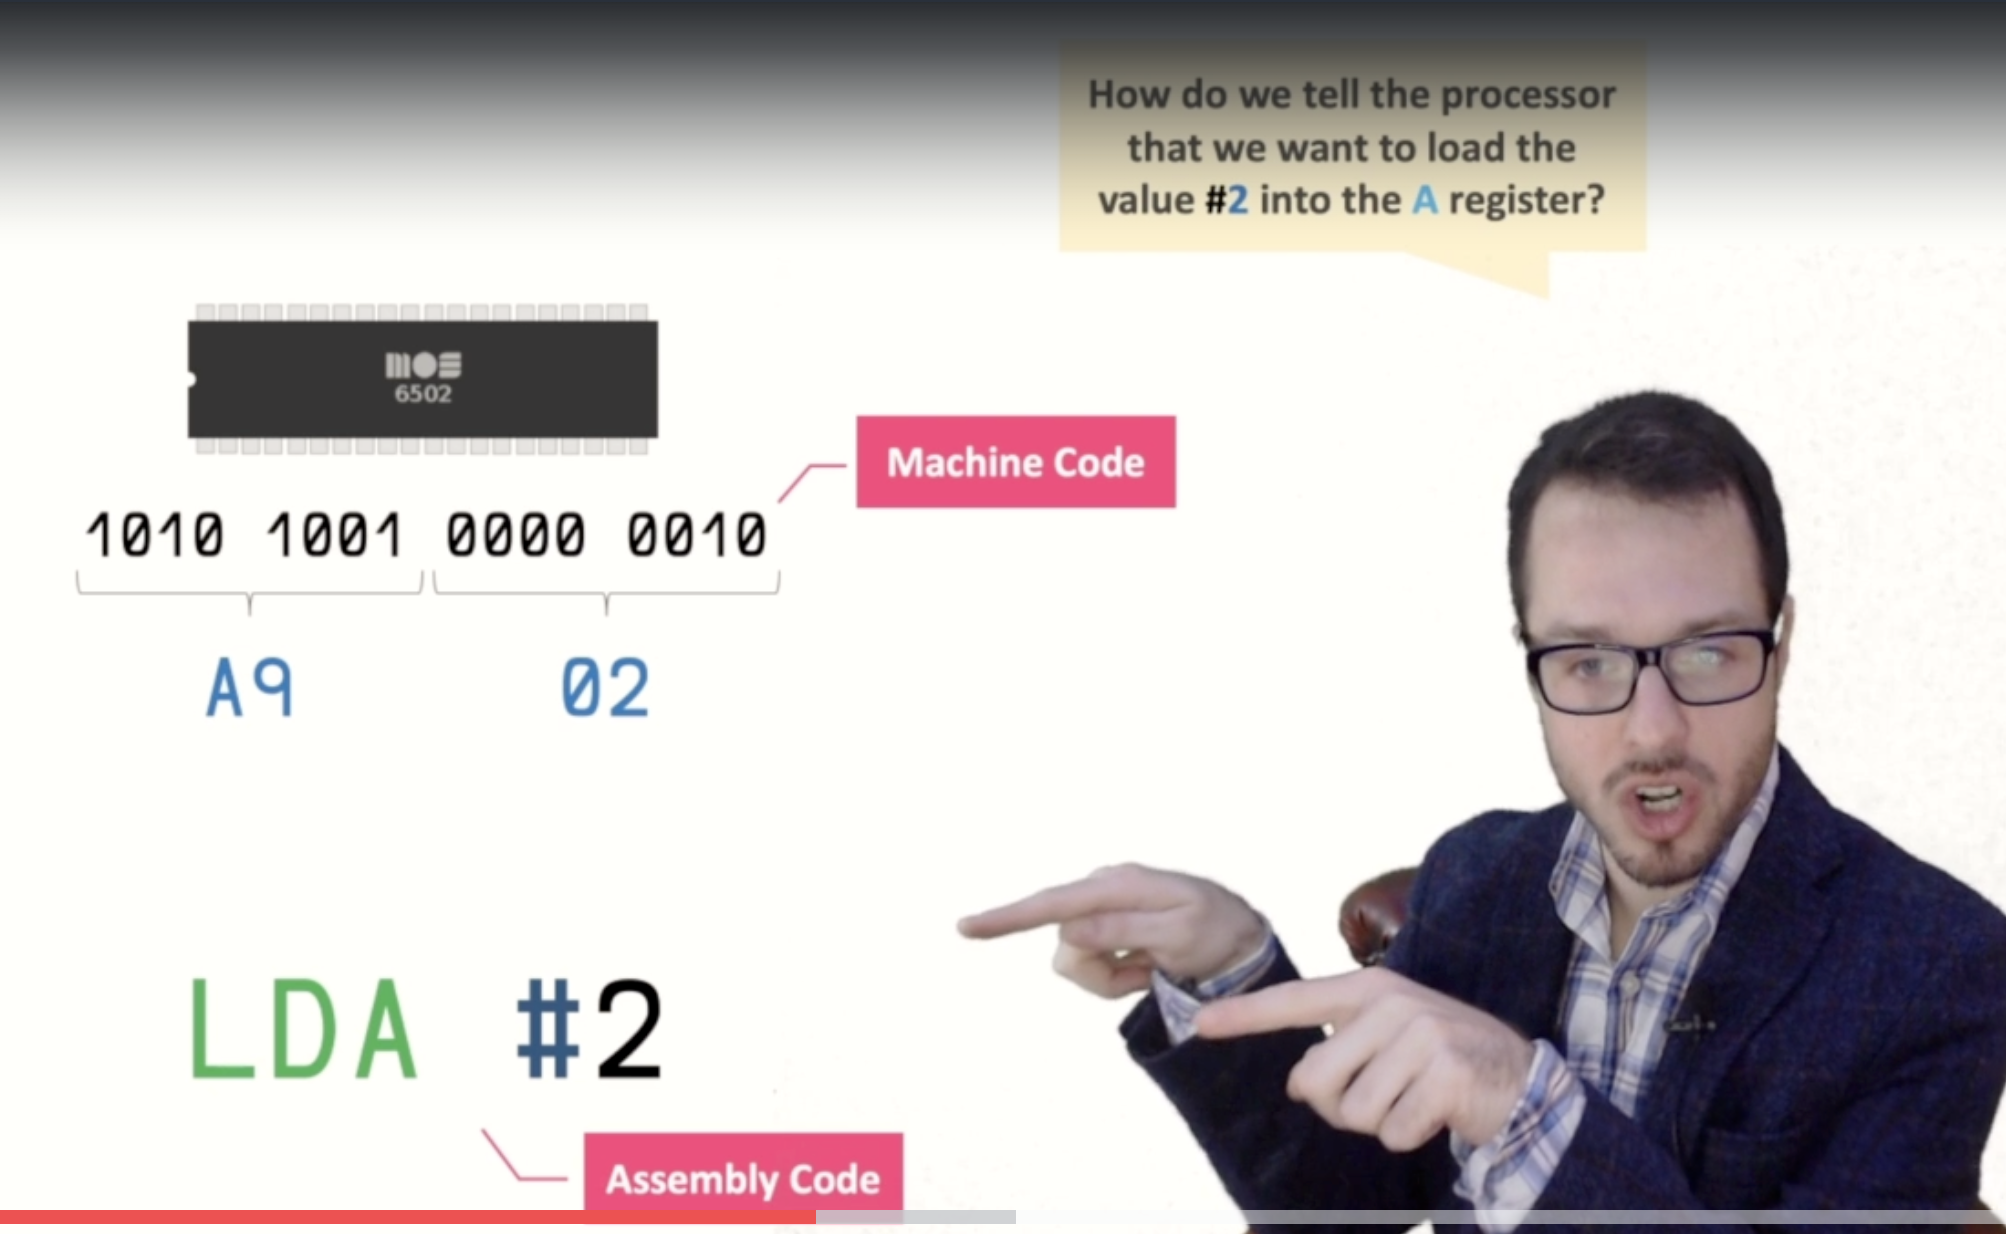 How do we tell the processor
that we want to load the
value #2 into the A register?
mos
6502
Machine Code
1010 1001 0000 0010
A9 02
LDA #2
Assembly Code